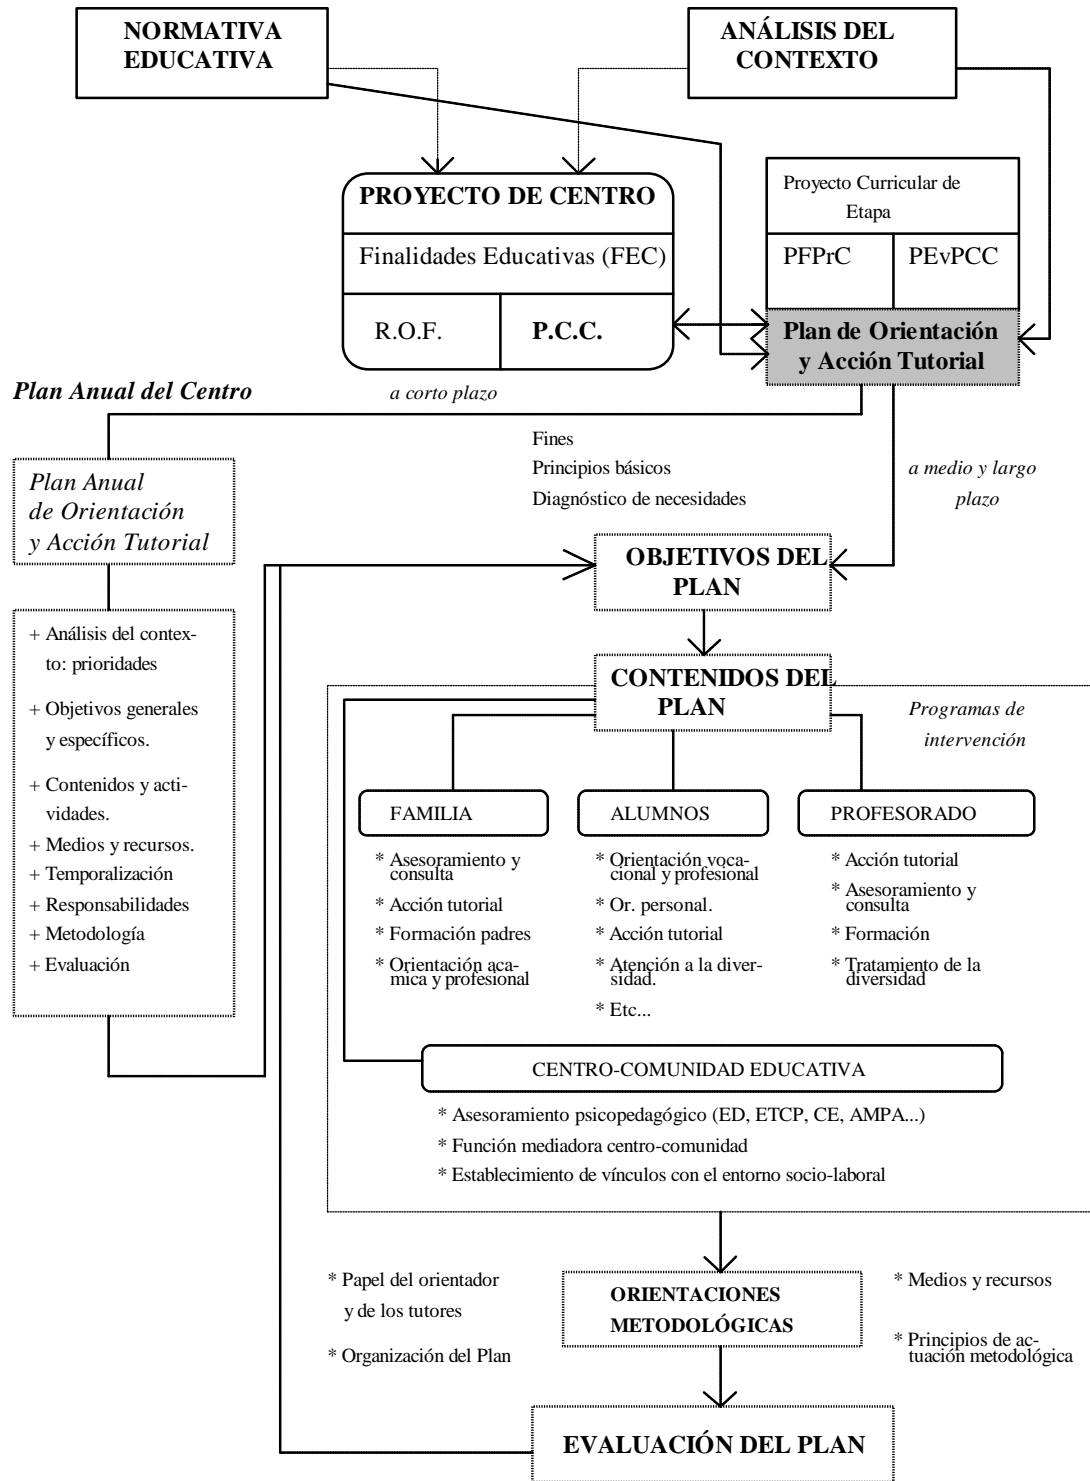 NORMATIVA
EDUCATIVA
ANÁLISIS DEL
CONTEXTO
PROYECTO DE CENTRO
Finalidades Educativas (FEC)
R.O.F.
P.C.C.
Proyecto Curricular de
Etapa
PFPrC
PEvPCC
Plan de Orientación
y Acción Tutorial
Plan Anual del Centro
a corto plazo
Plan Anual
de Orientación
y Acción Tutorial
Fines
Principios básicos
Diagnóstico de necesidades
a medio y largo
plazo
OBJETIVOS DEL
PLAN
+ Análisis del contex-
to: prioridades
+ Objetivos generales
y específicos.
+ Contenidos y acti-
vidades.
+ Medios y recursos.
+ Temporalización
+ Responsabilidades
+ Metodología
+ Evaluación
CONTENIDOS DEL
PLAN
Programas de
intervención
FAMILIA
* Asesoramiento y
consulta
* Acción tutorial
* Formación padres
* Orientación aca-
mica y profesional
ALUMNOS
* Orientación voca-
cional y profesional
* Or. personal.
* Acción tutorial
* Atención a la diver-
sidad.
* Etc...
PROFESORADO
* Acción tutorial
* Asesoramiento y
consulta
* Formación
* Tratamiento de la
diversidad
CENTRO-COMUNIDAD EDUCATIVA
* Asesoramiento psicopedagógico (ED, ETCP, CE, AMPA...)
* Función mediadora centro-comunidad
* Establecimiento de vínculos con el entorno socio-laboral
* Papel del orientador
y de los tutores
* Organización del Plan
ORIENTACIONES
METODOLÓGICAS
* Medios y recursos
* Principios de ac-
tuación metodológica
EVALUACIÓN DEL PLAN